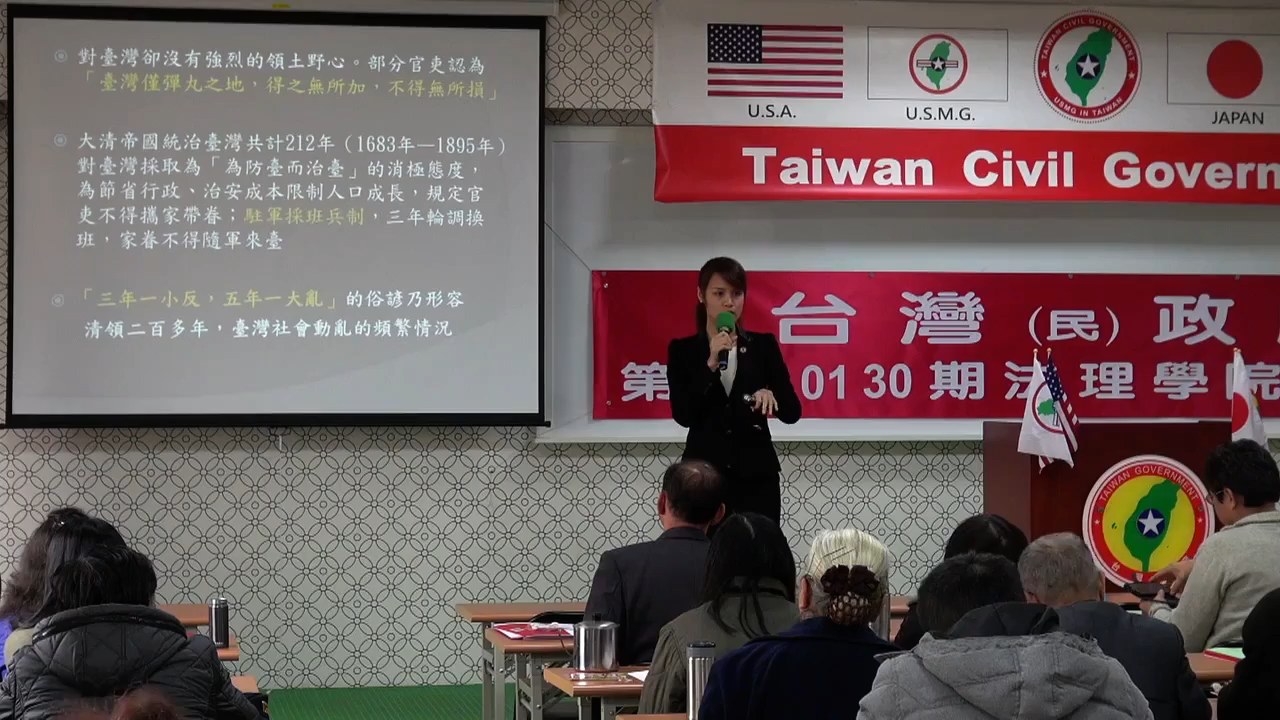 對臺灣卻沒有強烈的領土野心。部分官吏認為
「臺灣僅彈丸之地，得之無所加，不得無所損」
大清帝國統治臺灣共計212年（1683年—1895年）
對臺灣採取為「為防臺而治臺」的消極態度，
為節省行政、治安成本限制人口成長，規定官
吏不得攜家帶眷；駐軍採班兵制，三年輪調換
班，家眷不得隨軍來臺
「三年一小反，五年一大亂」的俗諺乃形容
清領二百多年，臺灣社會動亂的頻繁情況
U.S.A.
U.S.M.G.
TAIWAN CIVIL GOVERNMENT
USMG IN TAIWAN
JAPAN
Taiwan Civil Govern
台灣（民）政
第 0130期法理學院
TAIWAN GOVERNMENT
台